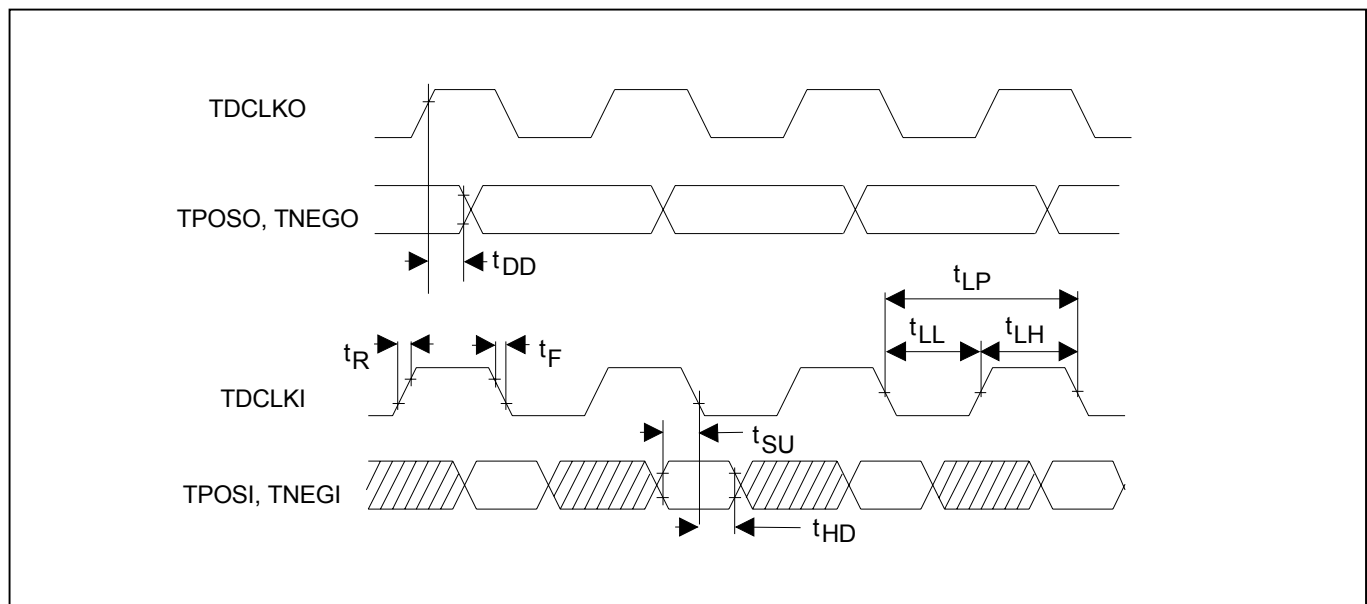 TDCLKO
TPOSO, TNEGO
tDD
tLP
tLL
tLH
tR
tF
TDCLKI
tSU
TPOSI, TNEGI
tHD